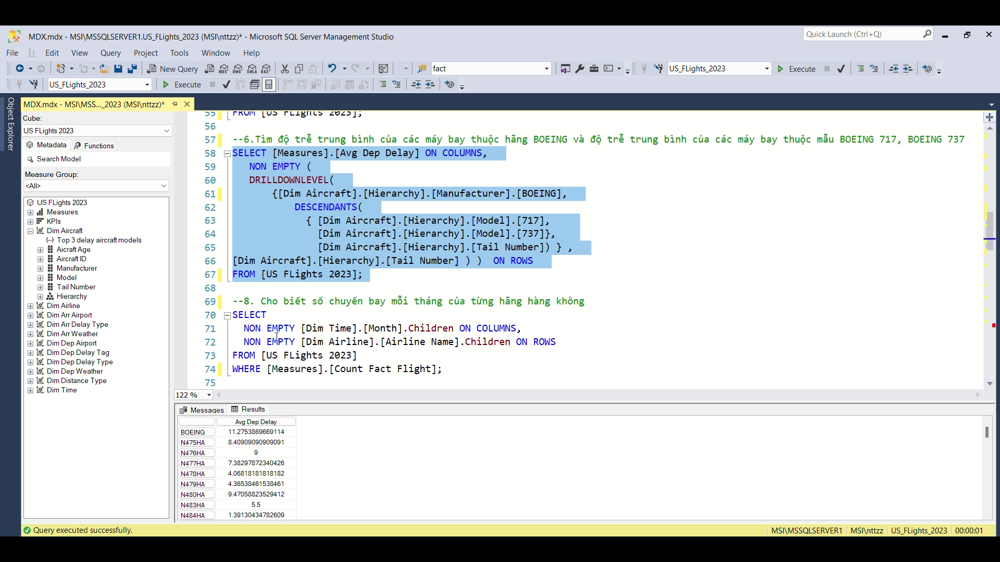 MDX.mdx - MSI\MSSQLSERVER1.US_FLights_2023 (MSI\nttzz)* - Microsoft SQL Server Management Studio
Quick Launch (Ctrl+Q)
File Edit View Query Project Tools Window Help
New Query MDX DMX XMLA DAX fact US_FLights_2023 Execute
US_FLights_2023 Execute
Object Explorer
MDX.mdx - MSI\MSS..._2023 (MSI\nttzz)*
Cube:
US FLights 2023
Metadata Functions
Search Model
Measure Group:
<All>
US FLights 2023
Measures
KPIs
Dim Aircraft
Top 3 delay aircraft models
Aicraft Age
Aircraft ID
Manufacturer
Model
Tail Number
Hierarchy
Dim Airline
Dim Arr Airport
Dim Arr Delay Type
Dim Arr Weather
Dim Dep Airport
Dim Dep Delay Tag
Dim Dep Delay Type
Dim Dep Weather
Dim Distance Type
Dim Time
55 FROM [US FLights 2023];
56
57 --6.Tìm độ trễ trung bình của các máy bay thuộc hãng BOEING và độ trễ trung bình của các máy bay thuộc mẫu BOEING 717, BOEING 737
58 SELECT [Measures].[Avg Dep Delay] ON COLUMNS,
59 NON EMPTY (
60 DRILLDOWNLEVEL(
61 {[Dim Aircraft].[Hierarchy].[Manufacturer].[BOEING],
62 DESCENDANTS(
63 { [Dim Aircraft].[Hierarchy].[Model].[717],
64 [Dim Aircraft].[Hierarchy].[Model].[737]},
65 [Dim Aircraft].[Hierarchy].[Tail Number]) } ,
66 [Dim Aircraft].[Hierarchy].[Tail Number] ) ) ON ROWS
67 FROM [US FLights 2023];
68
69 --8. Cho biết số chuyến bay mỗi tháng của từng hãng hàng không
70 SELECT
71 NON EMPTY [Dim Time].[Month].Children ON COLUMNS,
72 NON EMPTY [Dim Airline].[Airline Name].Children ON ROWS
73 FROM [US FLights 2023]
74 WHERE [Measures].[Count Fact Flight];
75
122 %
Messages Results
Avg Dep Delay
BOEING 11.2753869669114
N475HA 8.40909090909091
N476HA 9
N477HA 7.38297872340426
N478HA 4.06818181818182
N479HA 4.36538461538461
N480HA 9.47058823529412
N483HA 5.5
N484HA 1.39130434782609
Query executed successfully.
MSI\MSSQLSERVER1 MSI\nttzz US_FLights_2023 00:00:01